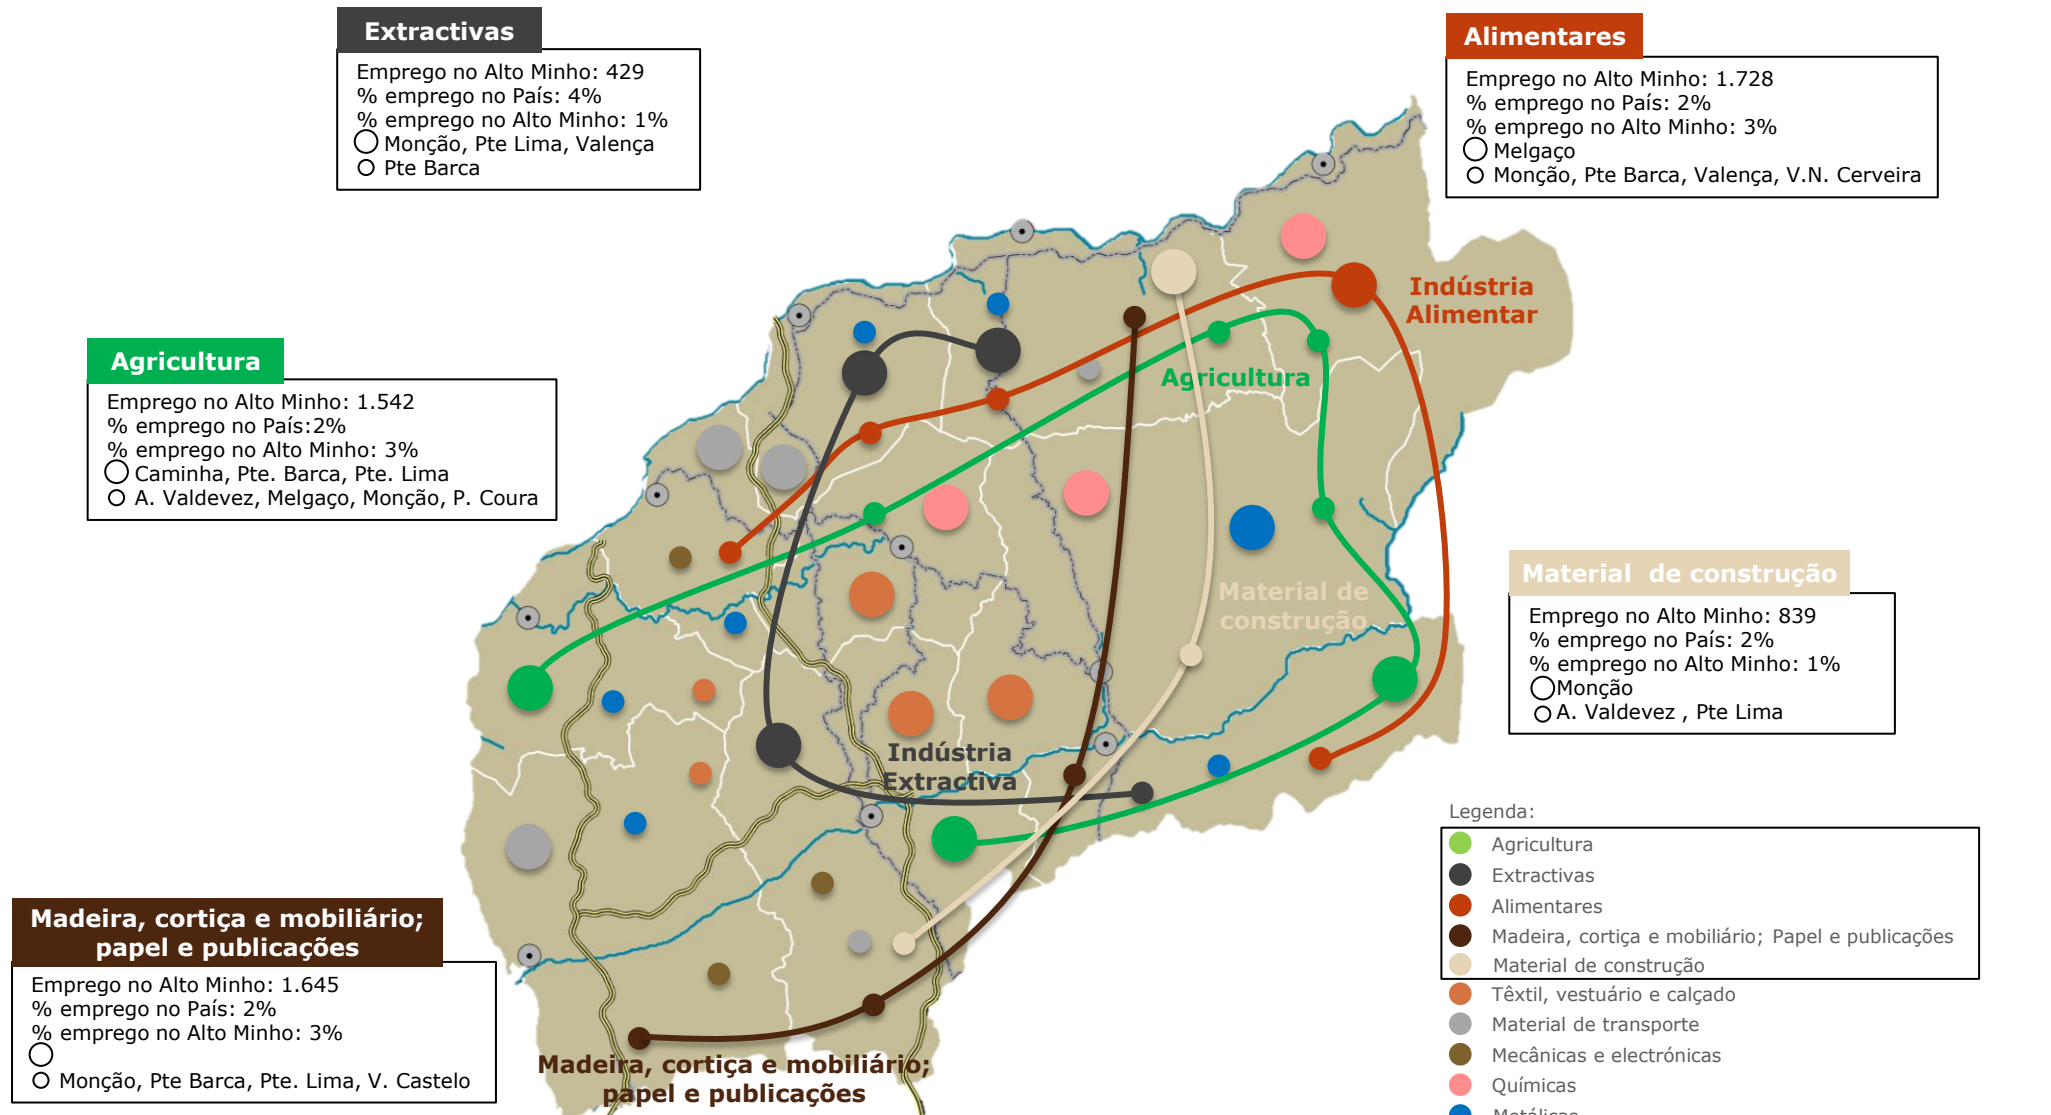 Extractivas
Emprego no Alto Minho: 429
% emprego no País: 4%
% emprego no Alto Minho: 1%
Monção, Pte Lima, Valença
Pte Barca
Alimentares
Emprego no Alto Minho: 1.728
% emprego no País: 2%
% emprego no Alto Minho: 3%
Melgaço
Monção, Pte Barca, Valença, V.N. Cerveira
Agricultura
Emprego no Alto Minho: 1.542
% emprego no País:2%
% emprego no Alto Minho: 3%
Caminha, Pte. Barca, Pte. Lima
A. Valdevez, Melgaço, Monção, P. Coura
Indústria
Alimentar
Agricultura
Material de construção
Emprego no Alto Minho: 839
% emprego no País: 2%
% emprego no Alto Minho: 1%
Monção
A. Valdevez , Pte Lima
Material de
construção
Indústria
Extractiva
Madeira, cortiça e mobiliário;
papel e publicações
Emprego no Alto Minho: 1.645
% emprego no País: 2%
% emprego no Alto Minho: 3%
Monção, Pte Barca, Pte. Lima, V. Castelo
Madeira, cortiça e mobiliário;
papel e publicações
Legenda:
Agricultura
Extractivas
Alimentares
Madeira, cortiça e mobiliário; Papel e publicações
Material de construção
Têxtil, vestuário e calçado
Material de transporte
Mecânicas e electrónicas
Químicas
Metálicas